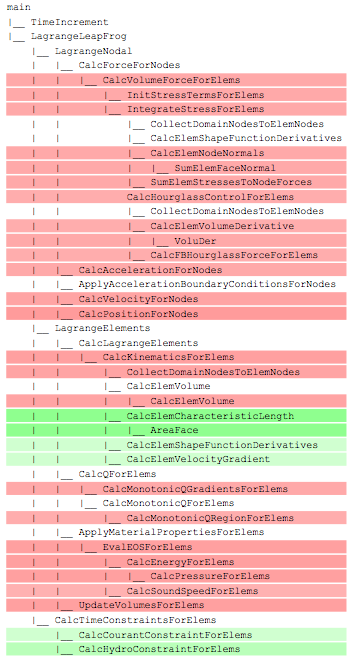 main
|__ TimeIncrement
|__ LagrangeLeapFrog
|__ LagrangeNodal
| |__ CalcForceForNodes
| | |__ CalcVolumeForceForElems
| | | |__ InitStressTermsForElems
| | | |__ IntegrateStressForElems
| | | |__ CollectDomainNodesToElemNodes
| | | |__ CalcElemShapeFunctionDerivatives
| | | |__ CalcElemNodeNormals
| | | | |__ SumElemFaceNormal
| | | |__ SumElemStressesToNodeForces
| | CalcHourglassControlForElems
| | |__ CollectDomainNodesToElemNodes
| | |__ CalcElemVolumeDerivative
| | | |__ VoluDer
| | |__ CalcFBHourglassForceForElems
| |__ CalcAccelerationForNodes
| |__ ApplyAccelerationBoundaryConditionsForNodes
| |__ CalcVelocityForNodes
| |__ CalcPositionForNodes
|__ LagrangeElements
| |__ CalcLagrangeElements
| | |__ CalcKinematicsForElems
| | |__ CollectDomainNodesToElemNodes
| | |__ CalcElemVolume
| | | |__ CalcElemVolume
| | |__ CalcElemCharacteristicLength
| | | |__ AreaFace
| | |__ CalcElemShapeFunctionDerivatives
| | |__ CalcElemVelocityGradient
| |__ CalcQForElems
| | |__ CalcMonotonicQGradientsForElems
| | |__ CalcMonotonicQForElems
| | |__ CalcMonotonicQRegionForElems
| |__ ApplyMaterialPropertiesForElems
| | |__ EvalEOSForElems
| | |__ CalcEnergyForElems
| | | |__ CalcPressureForElems
| | |__ CalcSoundSpeedForElems
| |__ UpdateVolumesForElems
|__ CalcTimeConstraintsForElems
|__ CalcCourantConstraintForElems
|__ CalcHydroConstraintForElems